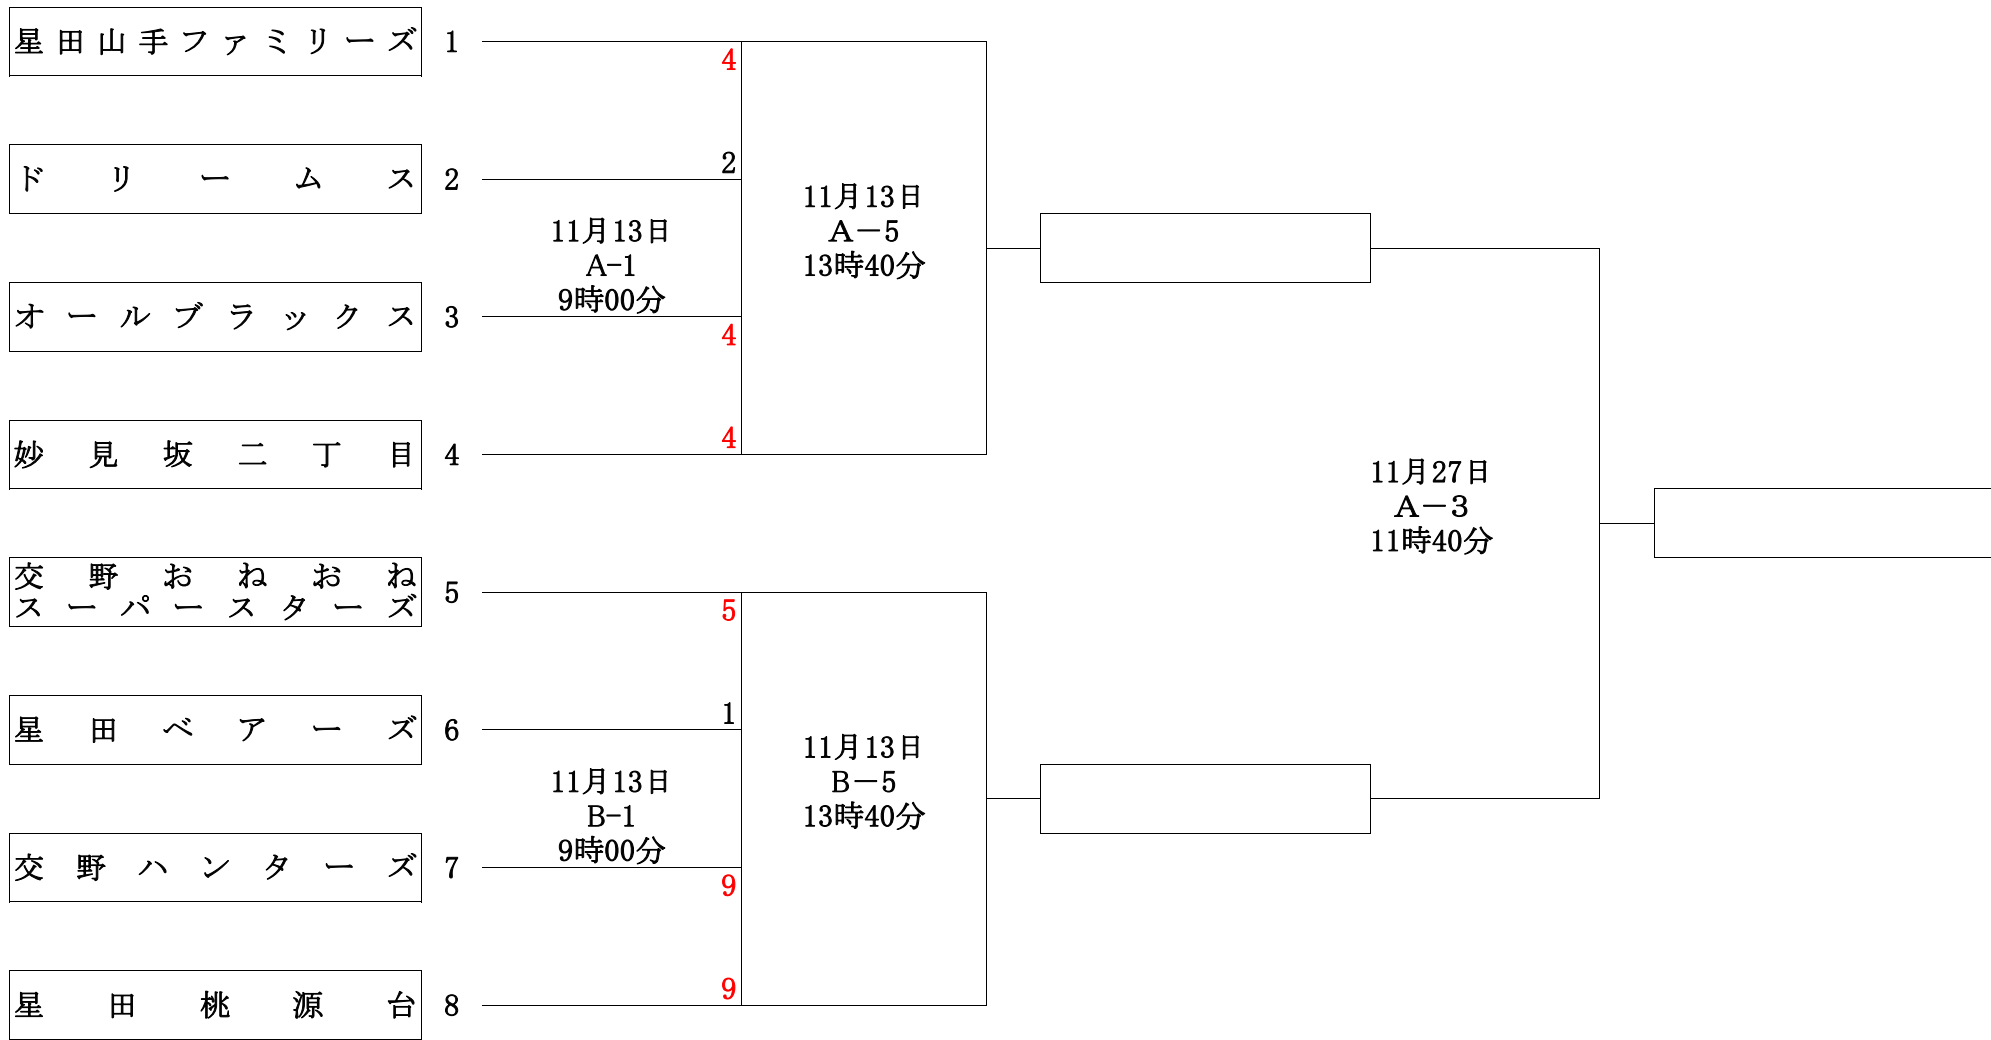 星田山手ファミリーズ 1
4
ドリームス 2
2
11月13日
A-1
9時00分
11月13日
A－5
13時40分
オールブラックス 3
4
妙見坂二丁目 4
4
11月27日
A－3
11時40分
交野おねおね
スーパースターズ 5
5
星田ベアーズ 6
1
11月13日
B-1
9時00分
11月13日
B－5
13時40分
交野ハンターズ 7
9
星田桃源台 8
9